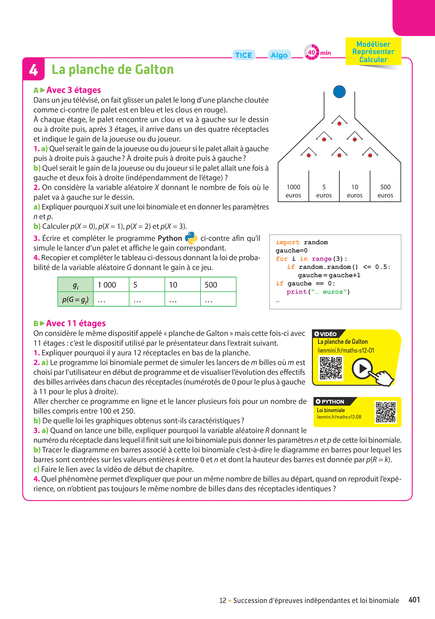 Modéliser
Représenter
Calculer
TICE
Algo
40 min
4 La planche de Galton
A Avec 3 étages
Dans un jeu télévisé, on fait glisser un palet le long d'une planche cloutée
comme ci-contre (le palet est en bleu et les clous en rouge).
À chaque étage, le palet rencontre un clou et va à gauche sur le dessin
ou à droite puis, après 3 étages, il arrive dans un des quatre réceptacles
et indique le gain de la joueuse ou du joueur.
1. a) Quel serait le gain de la joueuse ou du joueur si le palet allait à gauche
puis à droite puis à gauche ? À droite puis droite puis à gauche ?
b) Quel serait le gain de la joueuse ou du joueur si le palet allait une fois à
gauche et deux fois à droite (indépendamment de l'étage) ?
2. On considère la variable aléatoire X donnant le nombre de fois où le
palet va à gauche sur le dessin.
a) Expliquer pourquoi X suit une loi binomiale et en donner les paramètres
n et p.
b) Calculer p(X = 0), p(X = 1), p(X = 2) et p(X = 3).
3. Écrire et compléter le programme Python ci-contre afin qu'il
simule le lancer d'un palet et affiche le gain correspondant.
4. Recopier et compléter le tableau ci-dessous donnant la loi de proba-
bilité de la variable aléatoire G donnant le gain à ce jeu.
1000 euros
5 euros
10 euros
500 euros
import random
gauche=0
for i in range(3):
if random.random() <= 0.5:
gauche=gauche+1
if gauche == 0:
print("… euros")
…
gi 1 000 5 10 500
p(G = gi) … … … …
B Avec 11 étages
On considère le même dispositif appelé « planche de Galton » mais cette fois-ci avec
11 étages : c'est le dispositif utilisé par le présentateur dans l'extrait suivant.
1. Expliquer pourquoi il y aura 12 réceptacles en bas de la planche.
2. a) Le programme loi binomiale permet de simuler les lancers de m billes où m est
choisi par l'utilisateur en début de programme et de visualiser l'évolution des effectifs
des billes arrivées dans chacun des réceptacles (numérotés de 0 pour le plus à gauche
à 11 pour le plus à droite).
Aller chercher ce programme en ligne et le lancer plusieurs fois pour un nombre de
billes compris entre 100 et 250.
b) De quelle loi les graphiques obtenus sont-ils caractéristiques ?
3. a) Quand on lance une bille, expliquer pourquoi la variable aléatoire R donnant le
numéro du réceptacle dans lequel il finit suit une loi binomiale puis donner les paramètres n et p de cette loi binomiale.
b) Tracer le diagramme en barres associé à cette loi binomiale c'est-à-dire le diagramme en barres pour lequel les
barres sont centrées sur les valeurs entières k entre 0 et n et dont la hauteur des barres est donnée par p(R = k).
c) Faire le lien avec la vidéo de début de chapitre.
4. Quel phénomène permet d'expliquer que pour un même nombre de billes au départ, quand on reproduit l'expé-
rience, on n'obtient pas toujours le même nombre de billes dans des réceptacles identiques ?
VIDÉO
La planche de Galton
lienmini.fr/maths-s12-01
PYTHON
Loi binomiale
lienmini.fr/maths-s12-08
12 • Succession d'épreuves indépendantes et loi binomiale 401